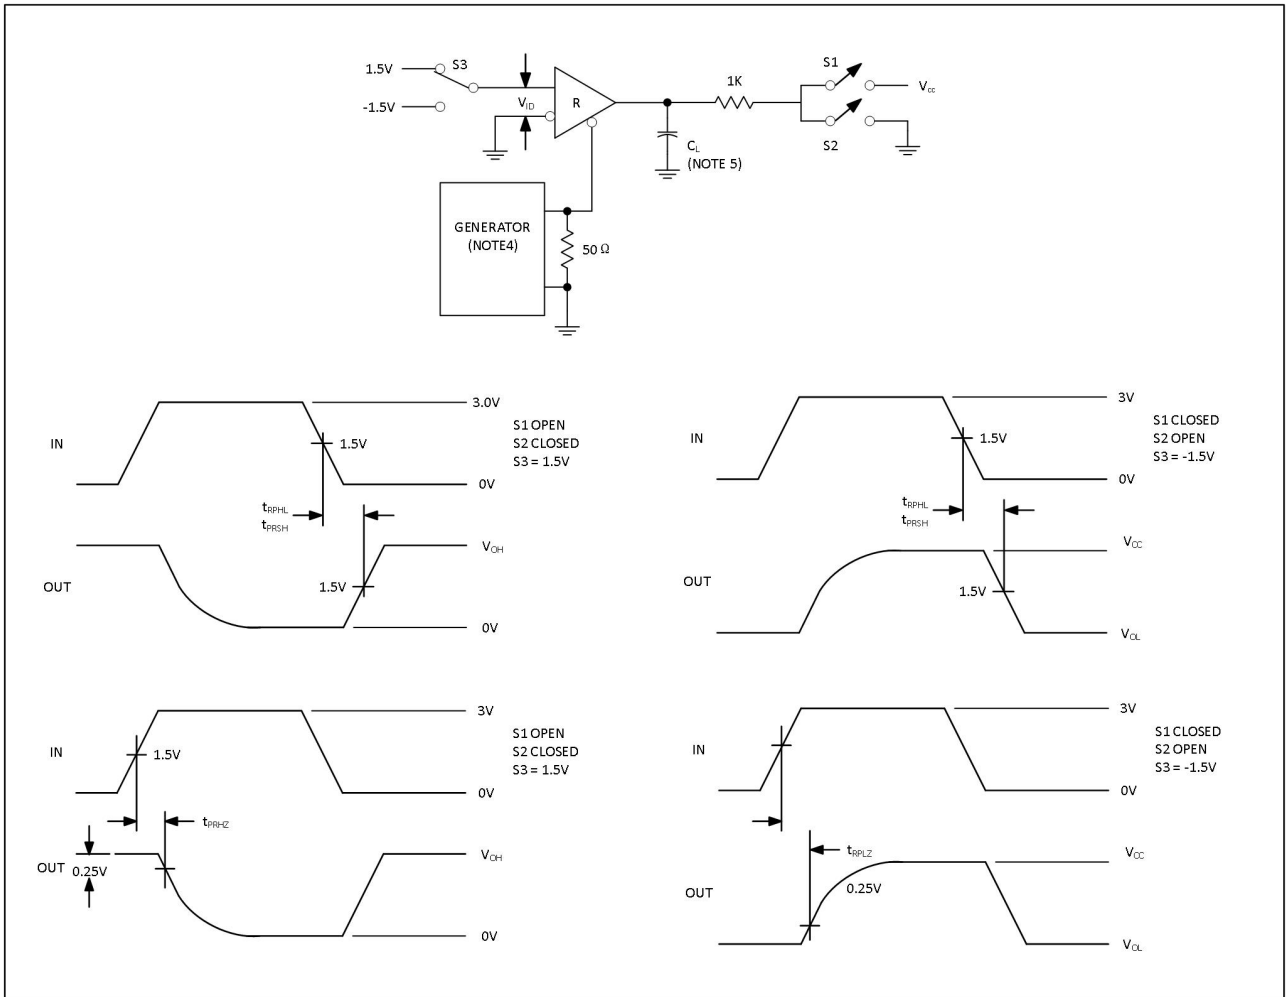 1.5V
S3
-1.5V
V_ID
R
1K
S1
V_cc
S2
C_L
(NOTE 5)
GENERATOR
(NOTE4)
50 Ω
IN
3.0V
1.5V
0V
S1 OPEN
S2 CLOSED
S3 = 1.5V
t_RPHL
t_PRSH
OUT
V_OH
1.5V
0V
IN
3V
1.5V
0V
S1 CLOSED
S2 OPEN
S3 = -1.5V
t_RPHL
t_PRSH
OUT
V_CC
1.5V
V_OL
IN
3V
1.5V
0V
S1 OPEN
S2 CLOSED
S3 = 1.5V
t_PRHZ
OUT
0.25V
V_OH
0V
IN
3V
0V
S1 CLOSED
S2 OPEN
S3 = -1.5V
t_RPLZ
OUT
0.25V
V_CC
V_OL